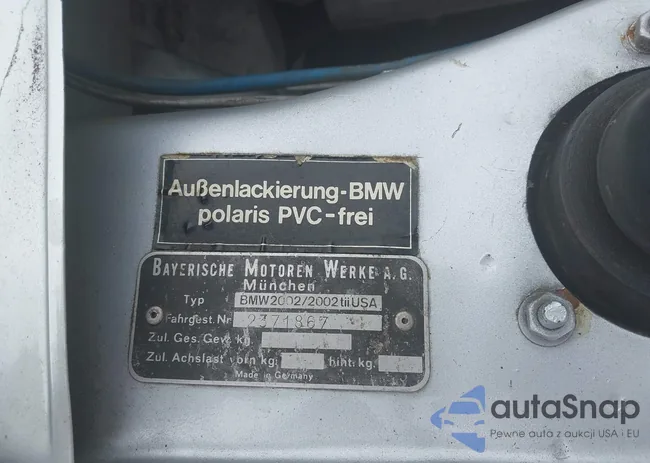 Außenlackierung-BMW
polaris PVC-frei
BAYERISCHE MOTOREN WERKE A.G.
München
Typ BMW2002/2002tiiUSA
Fahrgest. Nr 2371867
Zul. Ges. Gew. kg.
Zul. Achslast vorn kg. hint. kg.
Made in Germany
autaSnap
Pewne auta z aukcji USA i EU